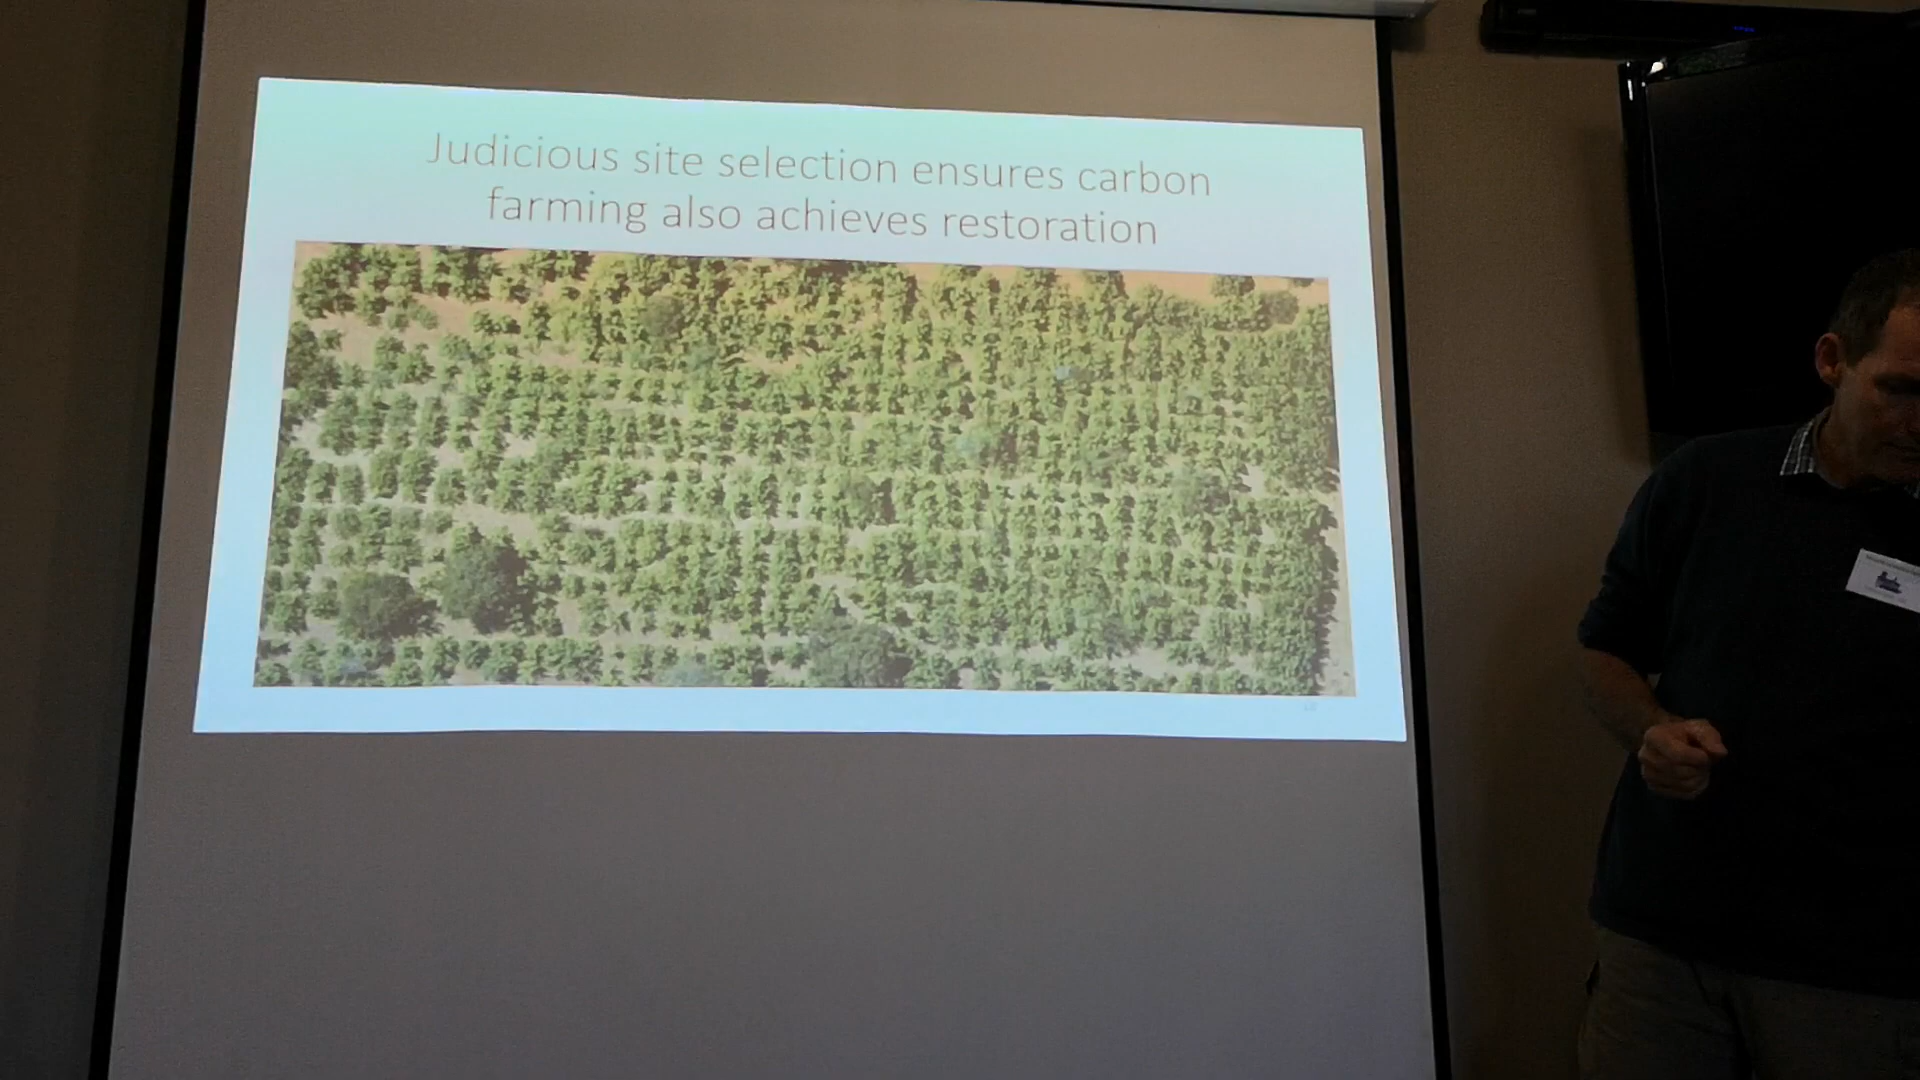 Judicious site selection ensures carbon
farming also achieves restoration